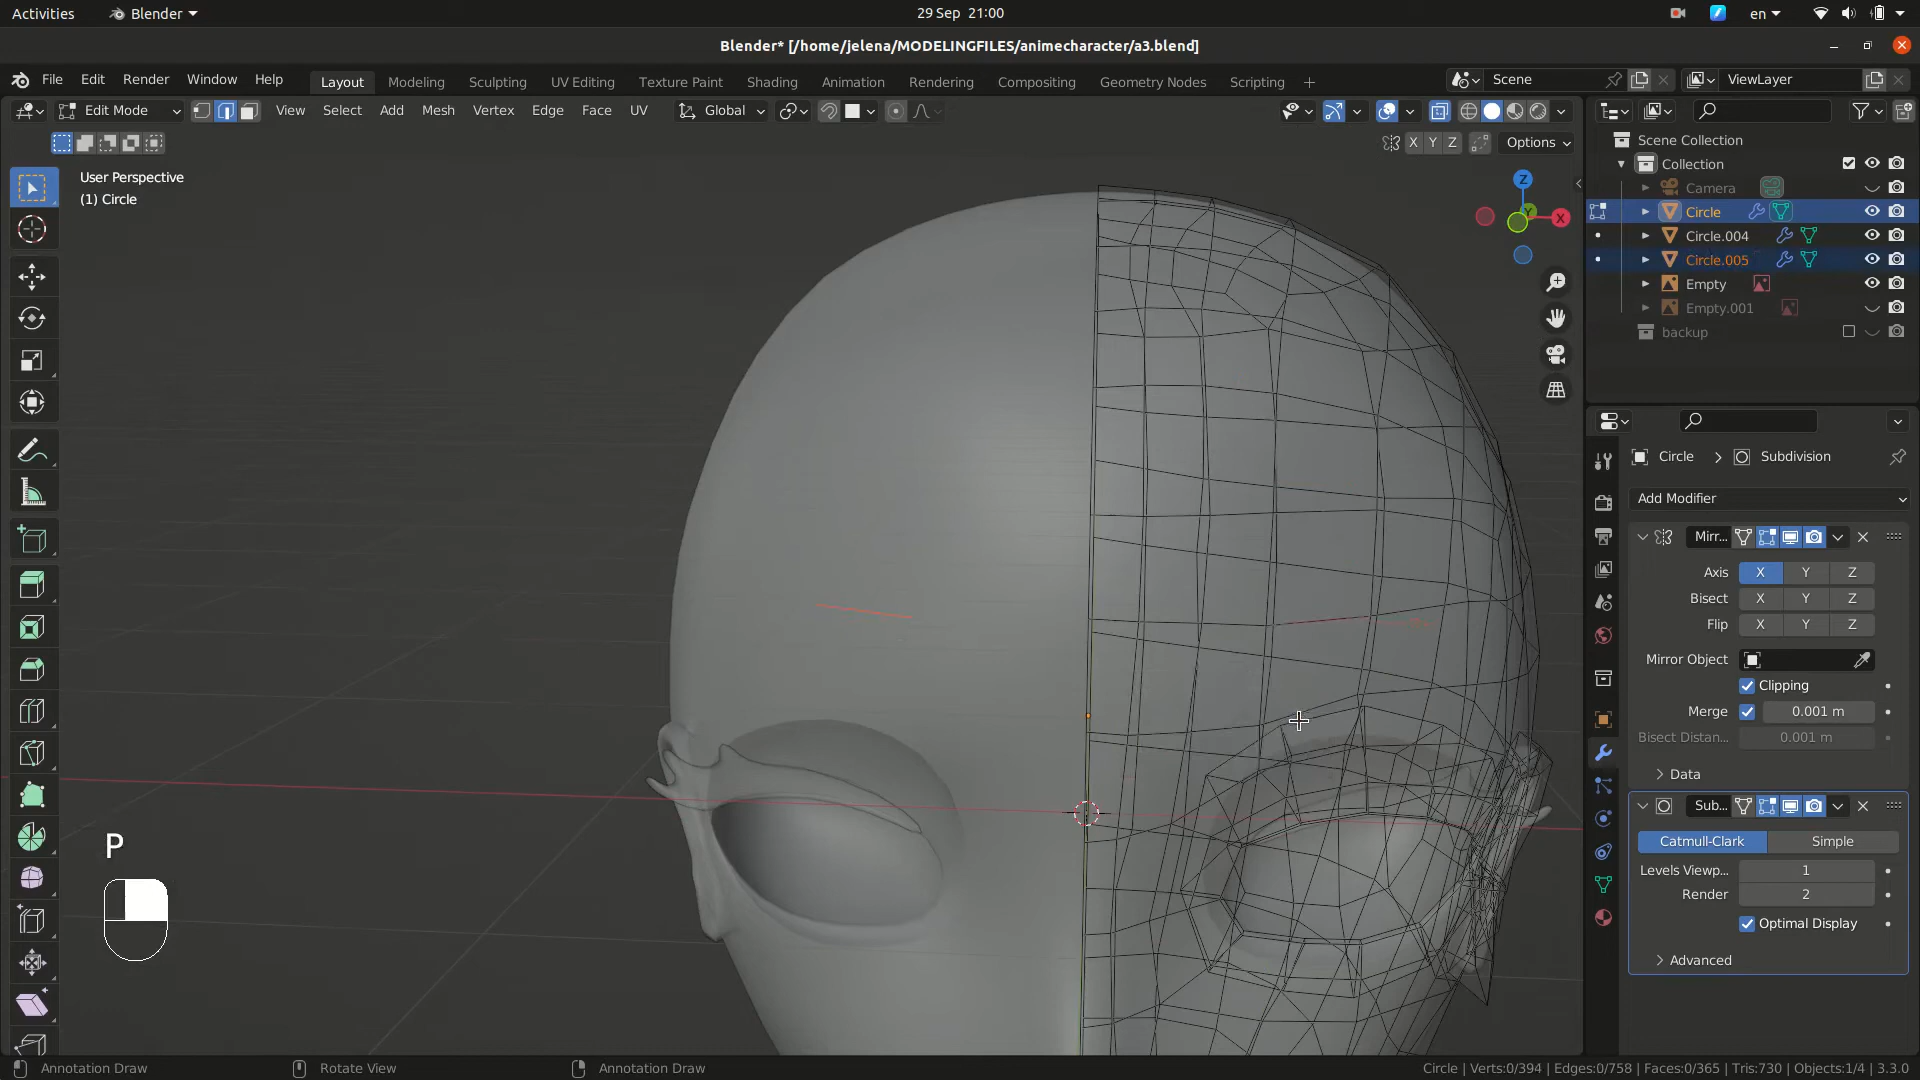 Activities
Blender
29 Sep 21:00
en
Blender* [/home/jelena/MODELINGFILES/animecharacter/a3.blend]
File Edit Render Window Help
Layout Modeling Sculpting UV Editing Texture Paint Shading Animation Rendering Compositing Geometry Nodes Scripting +
Scene
ViewLayer
Edit Mode
View Select Add Mesh Vertex Edge Face UV
Global
X Y Z
Options
User Perspective
(1) Circle
Z
Y
X
P
Scene Collection
Collection
Camera
Circle
Circle.004
Circle.005
Empty
Empty.001
backup
Circle > Subdivision
Add Modifier
Mirr...
Axis X Y Z
Bisect X Y Z
Flip X Y Z
Mirror Object
Clipping
Merge 0.001 m
Bisect Distan... 0.001 m
Data
Sub...
Catmull-Clark Simple
Levels Viewp... 1
Render 2
Optimal Display
Advanced
Annotation Draw
Rotate View
Annotation Draw
Circle | Verts:0/394 | Edges:0/758 | Faces:0/365 | Tris:730 | Objects:1/4 | 3.3.0